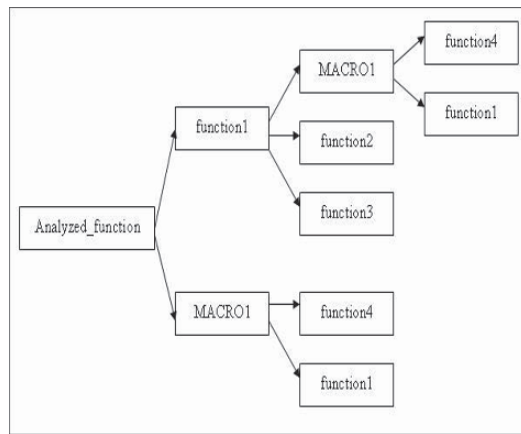 function4
MACRO1
function1
function1
function2
function3
Analyzed_function
MACRO1
function4
function1